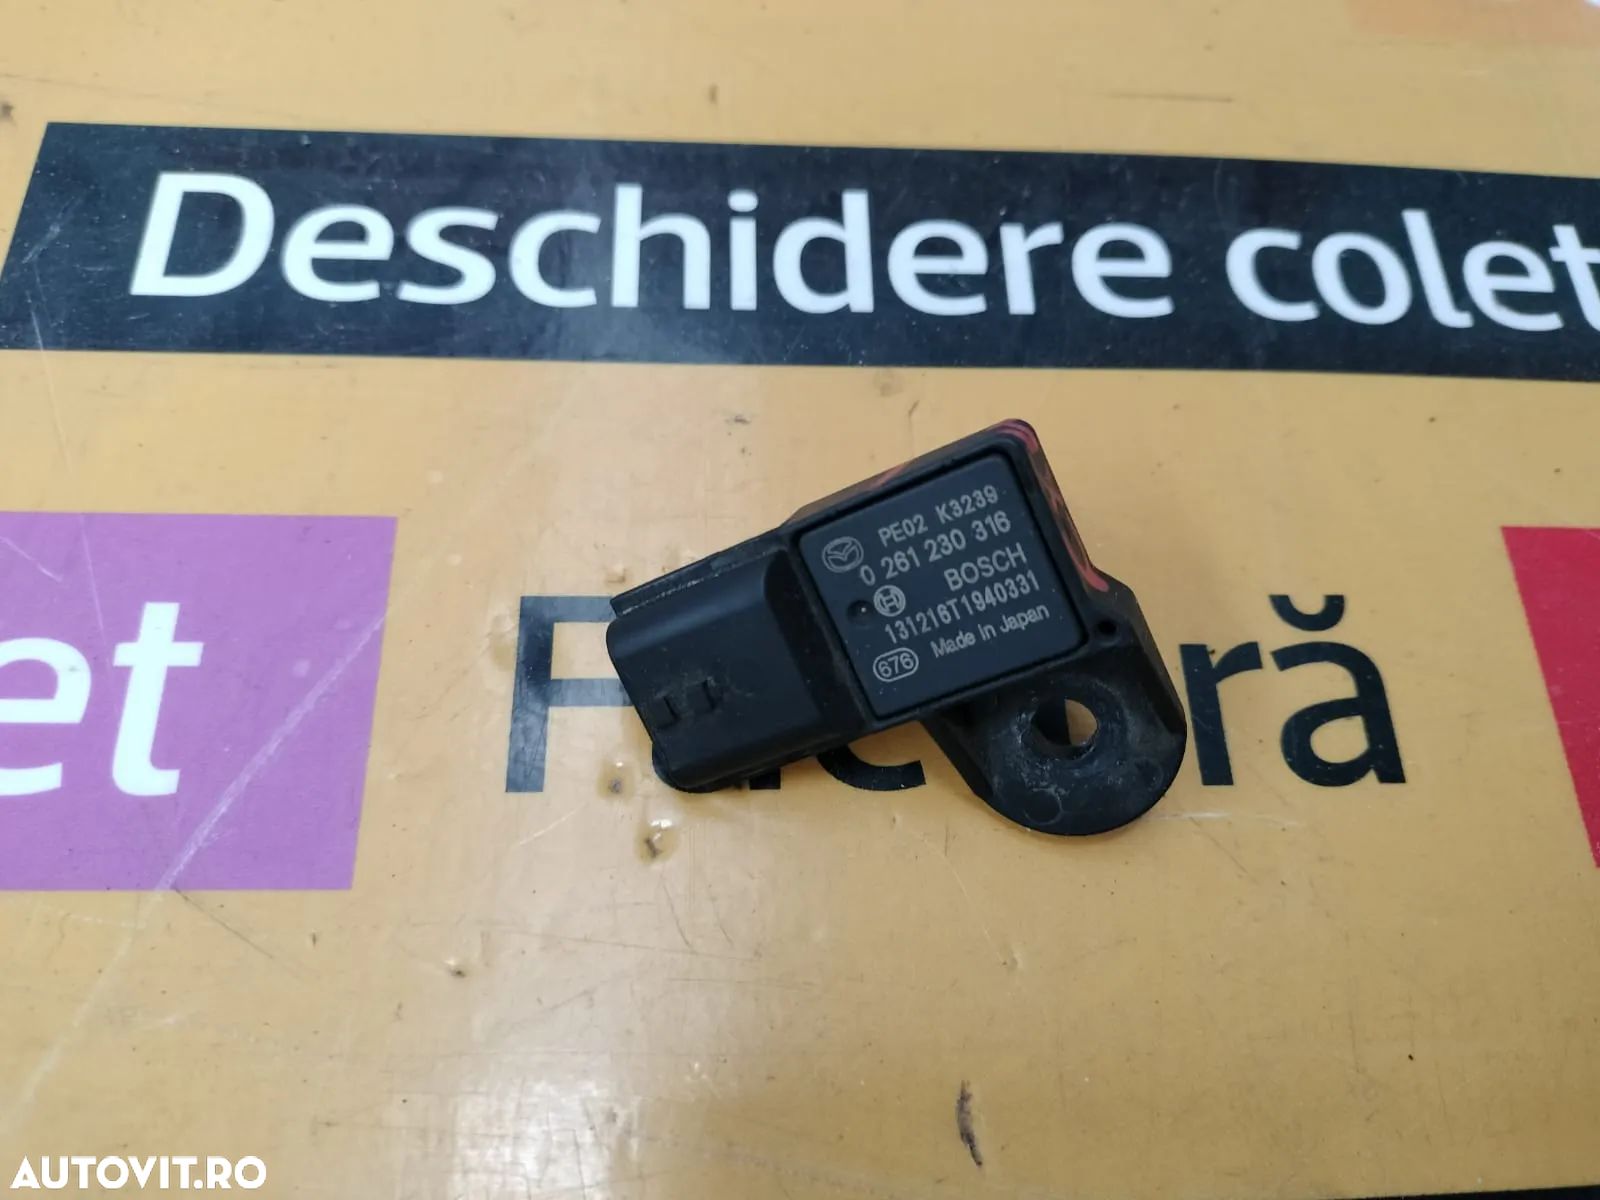 Deschidere colet
PE02 K3239
0 261 230 316
BOSCH
131216T1940331
Made in Japan
676
et
AUTOVIT.RO